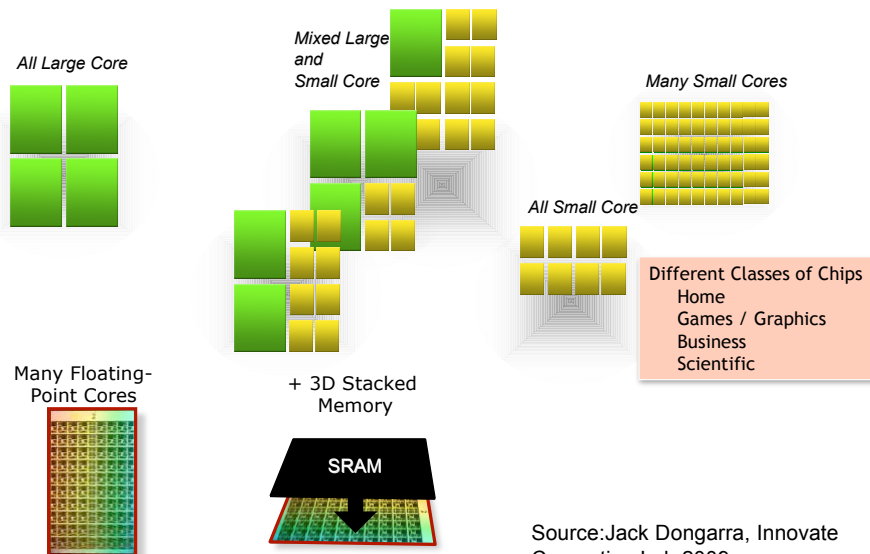 All Large Core
Mixed Large
and
Small Core
Many Small Cores
All Small Core
Different Classes of Chips
Home
Games / Graphics
Business
Scientific
Many Floating-
Point Cores
+ 3D Stacked
Memory
SRAM
Source:Jack Dongarra, Innovate